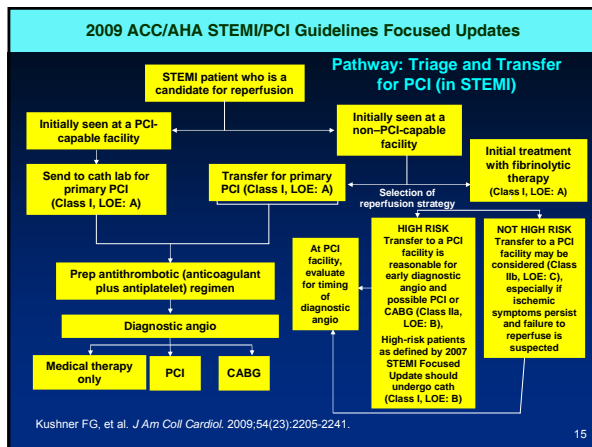 2009 ACC/AHA STEMI/PCI Guidelines Focused Updates
Pathway: Triage and Transfer
for PCI (in STEMI)
STEMI patient who is a
candidate for reperfusion
Initially seen at a PCI-
capable facility
Initially seen at a
non–PCI-capable
facility
Send to cath lab for
primary PCI
(Class I, LOE: A)
Transfer for primary
PCI (Class I, LOE: A)
Initial treatment
with fibrinolytic
therapy
(Class I, LOE: A)
Selection of
reperfusion strategy
At PCI
facility,
evaluate
for timing
of
diagnostic
angio
HIGH RISK
Transfer to a PCI
facility is
reasonable for
early diagnostic
angio and
possible PCI or
CABG (Class IIa,
LOE: B),
High-risk patients
as defined by 2007
STEMI Focused
Update should
undergo cath
(Class I, LOE: B)
NOT HIGH RISK
Transfer to a PCI
facility may be
considered (Class
IIb, LOE: C),
especially if
ischemic
symptoms persist
and failure to
reperfuse is
suspected
Prep antithrombotic (anticoagulant
plus antiplatelet) regimen
Diagnostic angio
Medical therapy
only
PCI
CABG
Kushner FG, et al. J Am Coll Cardiol. 2009;54(23):2205-2241.
15